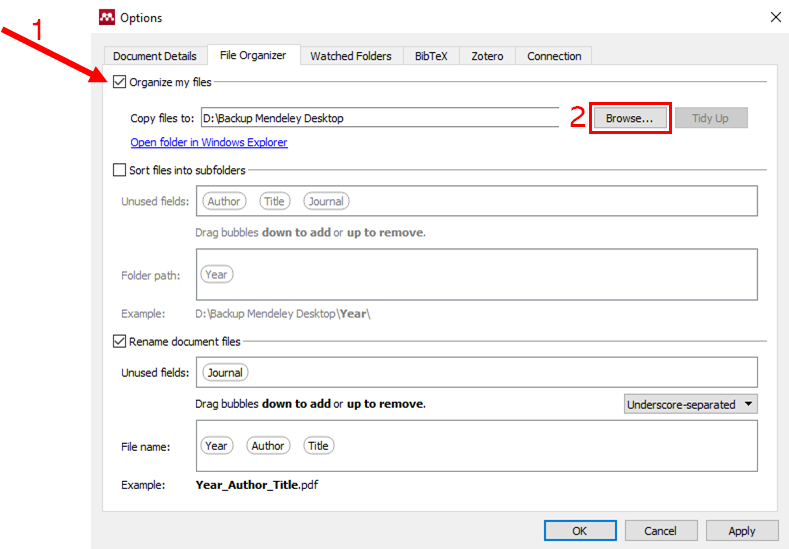 1
Options
Document Details File Organizer Watched Folders BibTeX Zotero Connection
Organize my files
Copy files to: D:\Backup Mendeley Desktop 2 Browse... Tidy Up
Open folder in Windows Explorer
Sort files into subfolders
Unused fields: Author Title Journal
Drag bubbles down to add or up to remove.
Folder path: Year
Example: D:\Backup Mendeley Desktop\Year\
Rename document files
Unused fields: Journal
Drag bubbles down to add or up to remove. Underscore-separated
File name: Year Author Title
Example: Year_Author_Title.pdf
OK Cancel Apply